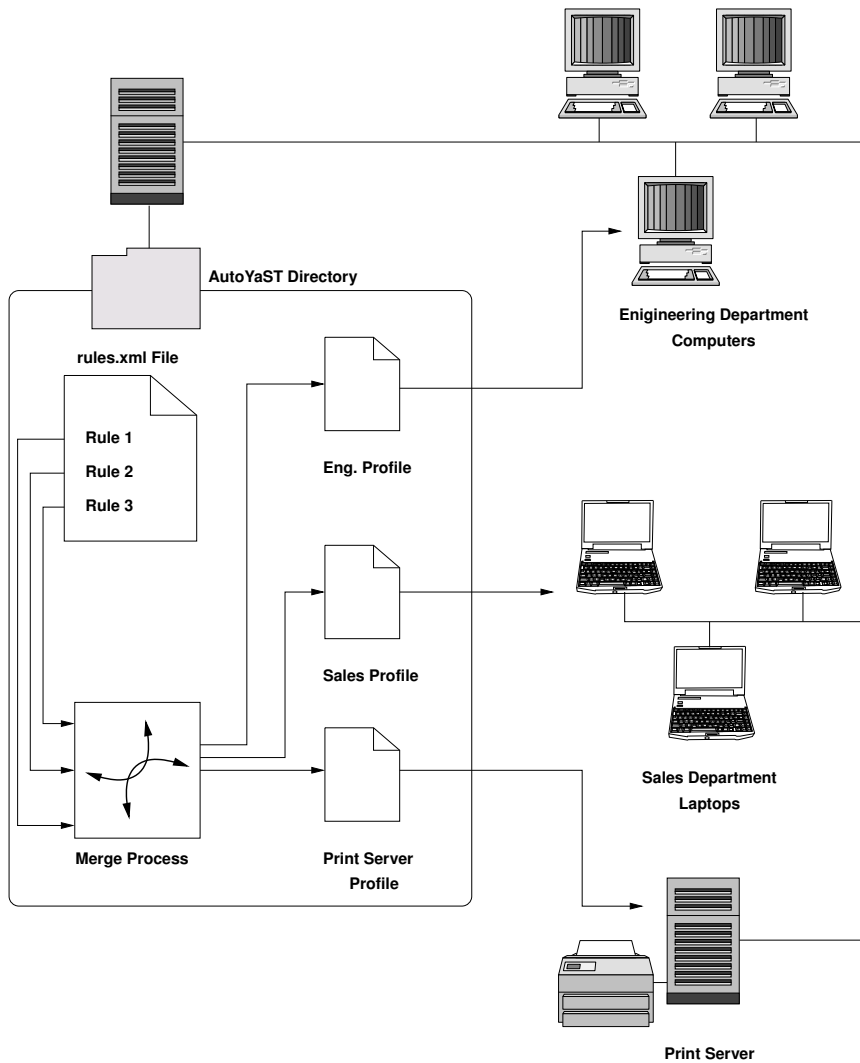 AutoYaST Directory
rules.xml File
Rule 1
Rule 2
Rule 3
Merge Process
Eng. Profile
Sales Profile
Print Server
Profile
Enigineering Department
Computers
Sales Department
Laptops
Print Server